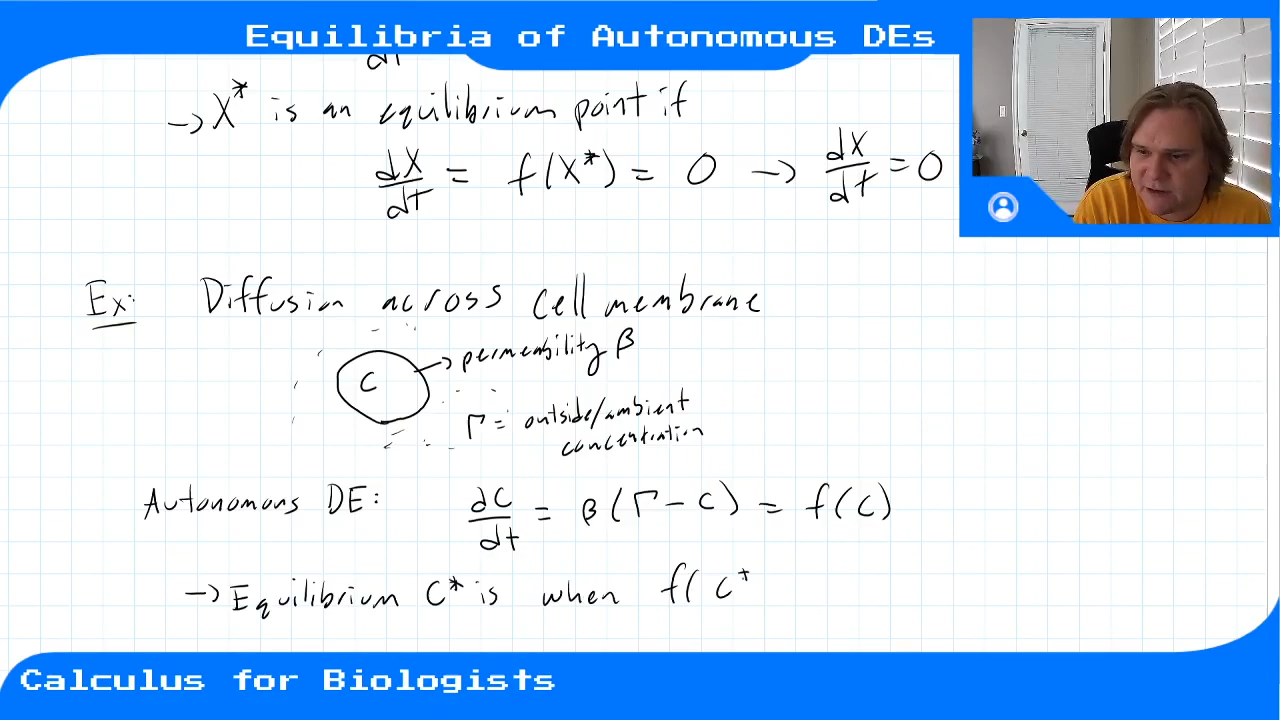 Equilibria of Autonomous DEs
dt
→ X* is an equilibrium point if
dX/dt = f(X*) = 0 → dX/dt = 0
Ex: Diffusion across cell membrane
C → permeability β
Γ = outside/ambient
concentration
Autonomous DE: dC/dt = β(Γ - C) = f(C)
→ Equilibrium C* is when f(C*
Calculus for Biologists